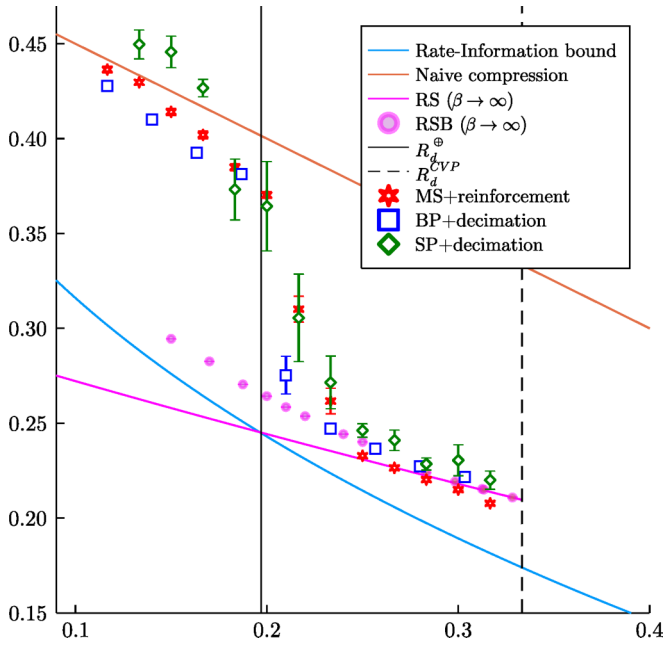 0.45
0.40
0.35
0.30
0.25
0.20
0.15
0.1
0.2
0.3
0.4
Rate-Information bound
Naive compression
RS (β → ∞)
RSB (β → ∞)
R_d^⊕
R_d^CVP
MS+reinforcement
BP+decimation
SP+decimation